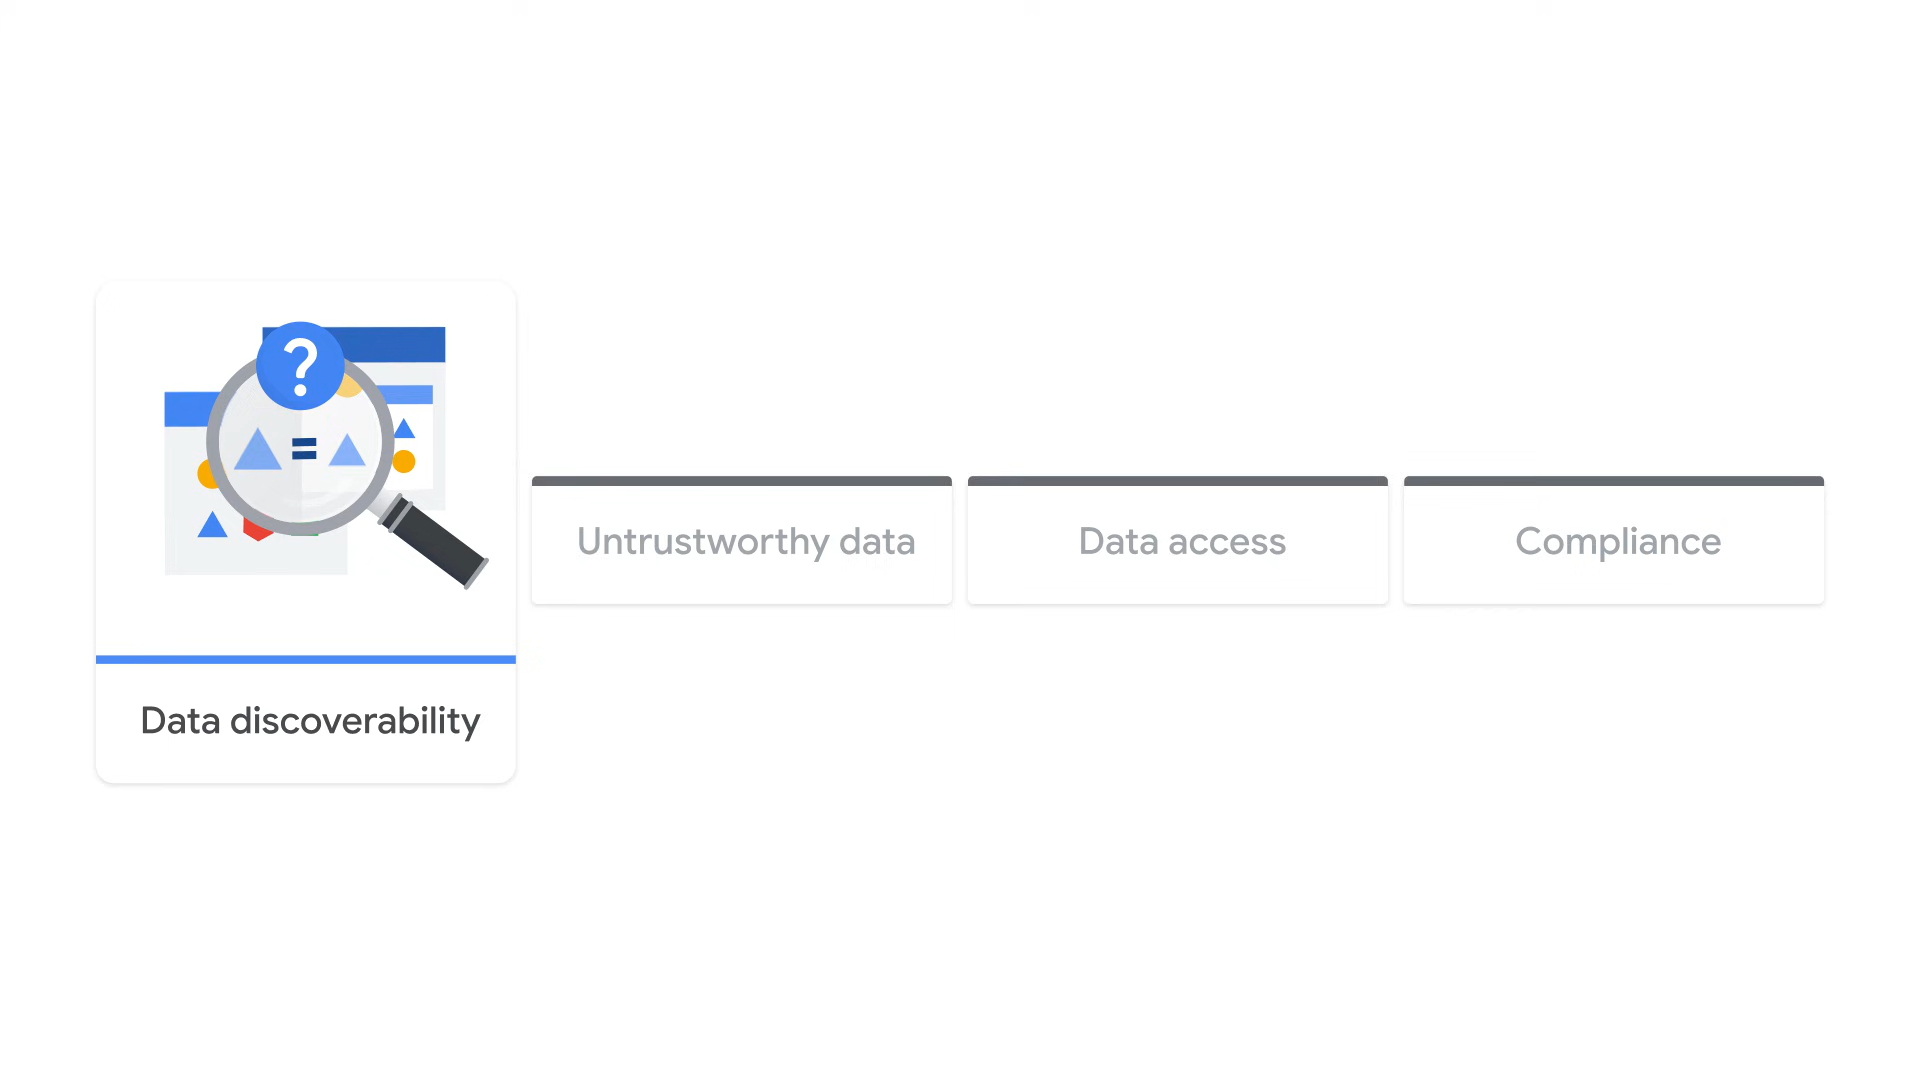 ?
=
Data discoverability
Untrustworthy data
Data access
Compliance